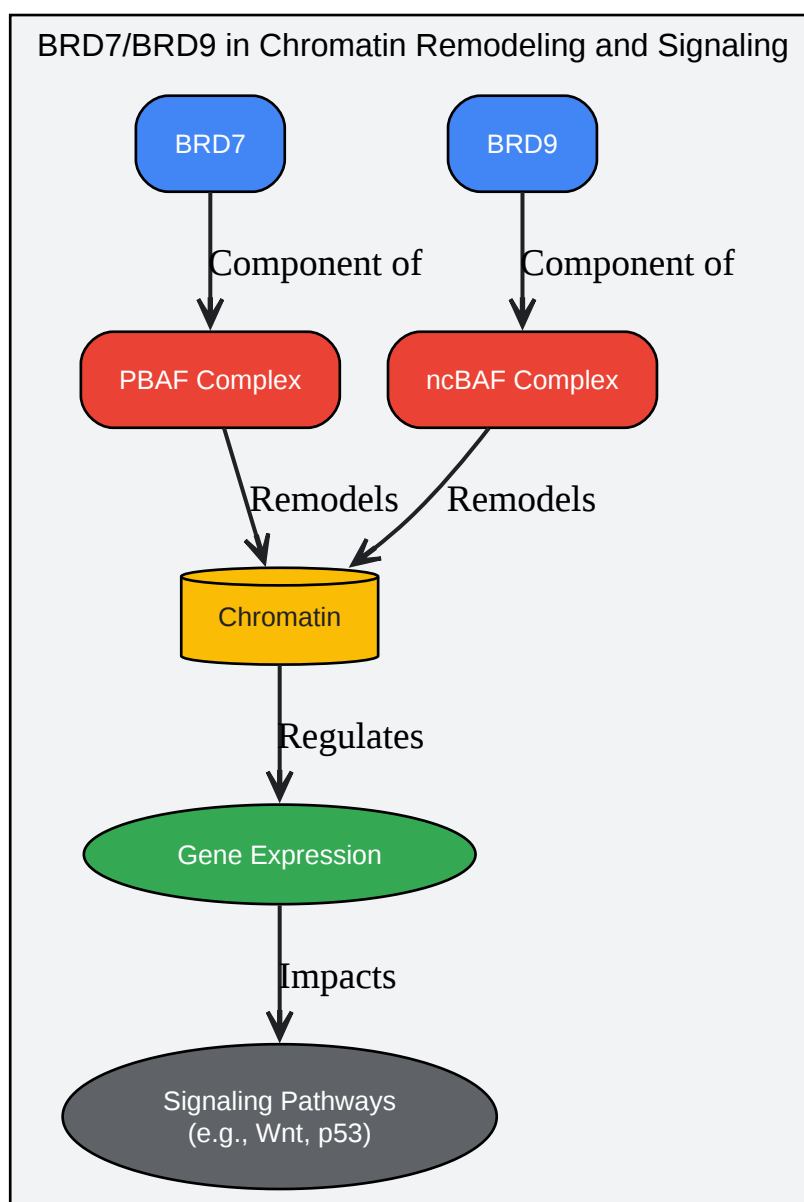 BRD7/BRD9 in Chromatin Remodeling and Signaling
BRD7
BRD9
Component of
Component of
PBAF Complex
ncBAF Complex
Remodels
Remodels
Chromatin
Regulates
Gene Expression
Impacts
Signaling Pathways
(e.g., Wnt, p53)